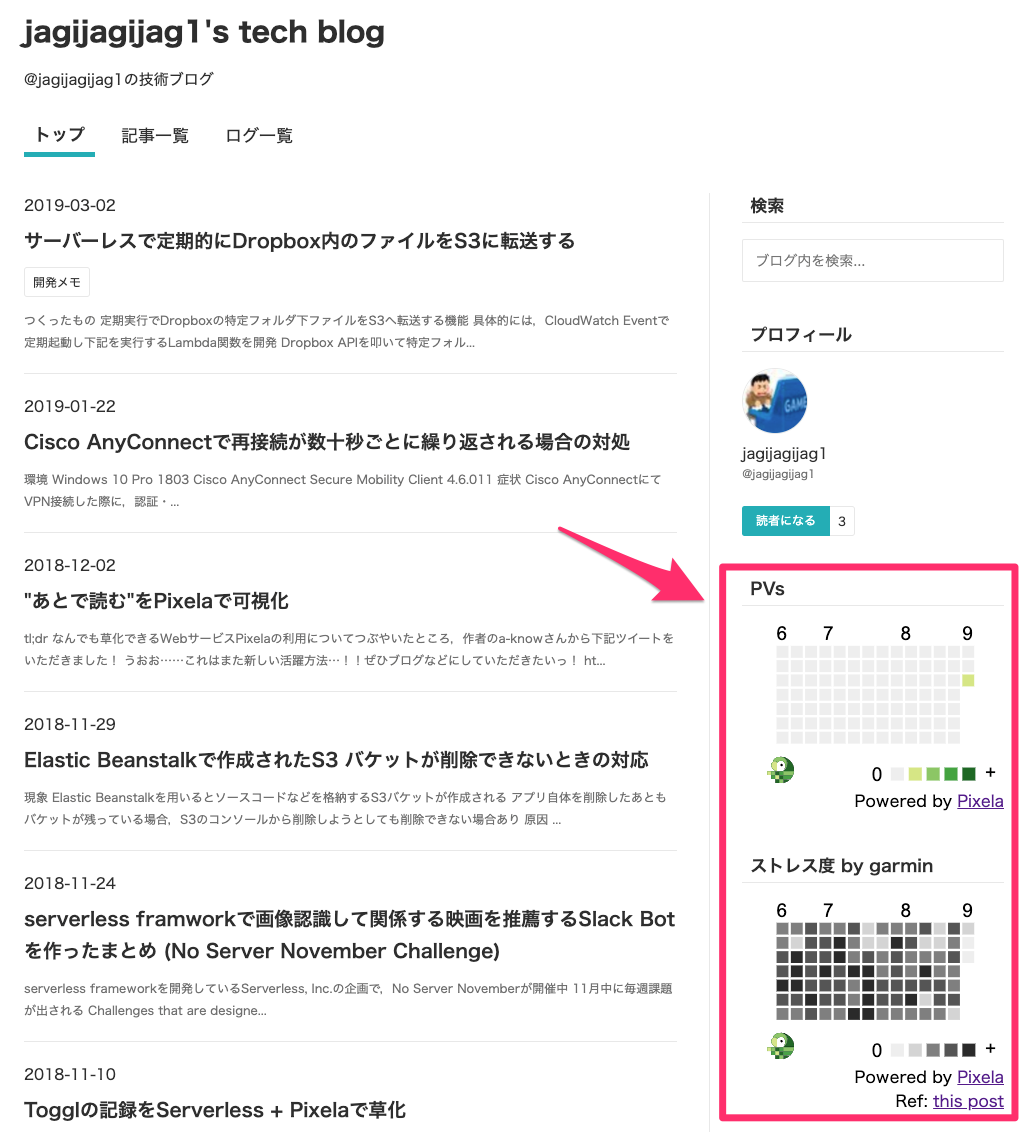 jagijagijag1's tech blog
@jagijagijag1の技術ブログ
トップ 記事一覧 ログ一覧
2019-03-02
サーバーレスで定期的にDropbox内のファイルをS3に転送する
開発メモ
つくったもの 定期実行でDropboxの特定フォルダ下ファイルをS3へ転送する機能 具体的には，CloudWatch Eventで
定期起動し下記を実行するLambda関数を開発 Dropbox APIを叩いて特定フォル...
2019-01-22
Cisco AnyConnectで再接続が数十秒ごとに繰り返される場合の対処
環境 Windows 10 Pro 1803 Cisco AnyConnect Secure Mobility Client 4.6.011 症状 Cisco AnyConnectにて
VPN接続した際に，認証・...
2018-12-02
"あとで読む"をPixelaで可視化
tl;dr なんでも草化できるWebサービスPixelaの利用についてつぶやいたところ，作者のa-knowさんから下記ツイートを
いただきました！ うおお……これはまた新しい活躍方法…！！ぜひブログなどにしていただきたいっ！ ht...
2018-11-29
Elastic Beanstalkで作成されたS3 バケットが削除できないときの対応
現象 Elastic Beanstalkを用いるとソースコードなどを格納するS3バケットが作成される アプリ自体を削除したあとも
バケットが残っている場合，S3のコンソールから削除しようとしても削除できない場合あり 原因 ...
2018-11-24
serverless framworkで画像認識して関係する映画を推薦するSlack Bot
を作ったまとめ (No Server November Challenge)
serverless frameworkを開発しているServerless, Inc.の企画で，No Server Novemberが開催中 11月中に毎週課題
が出される Challenges that are designe...
2018-11-10
Togglの記録をServerless + Pixelaで草化
検索
ブログ内を検索...
プロフィール
GAME
jagijagijag1
@jagijagijag1
読者になる 3
PVs
6 7 8 9
0 +
Powered by Pixela
ストレス度 by garmin
6 7 8 9
0 +
Powered by Pixela
Ref: this post